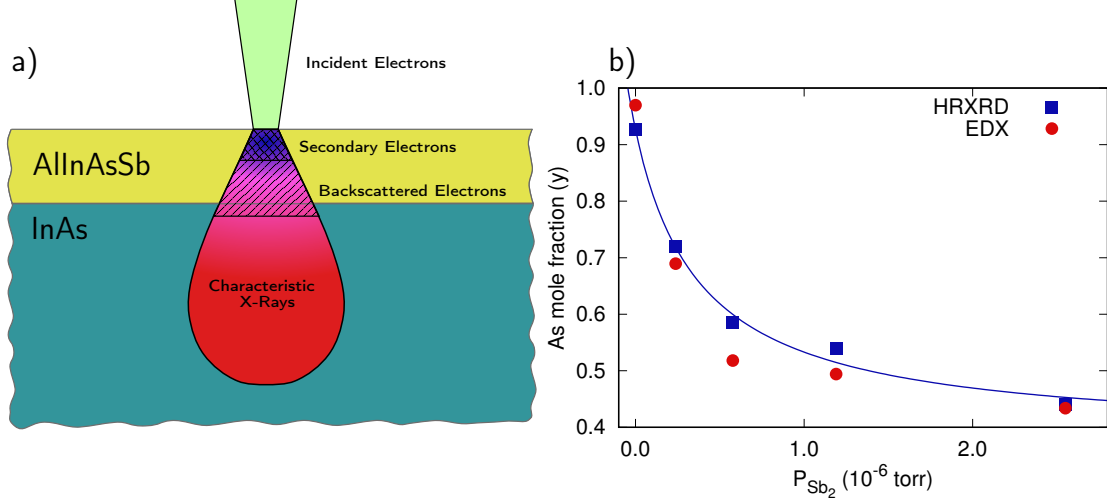 a)
Incident Electrons
AlInAsSb
Secondary Electrons
Backscattered Electrons
InAs
Characteristic
X-Rays
b)
HRXRD
EDX
As mole fraction (y)
1.0
0.9
0.8
0.7
0.6
0.5
0.4
0.0
1.0
2.0
P_Sb₂ (10⁻⁶ torr)